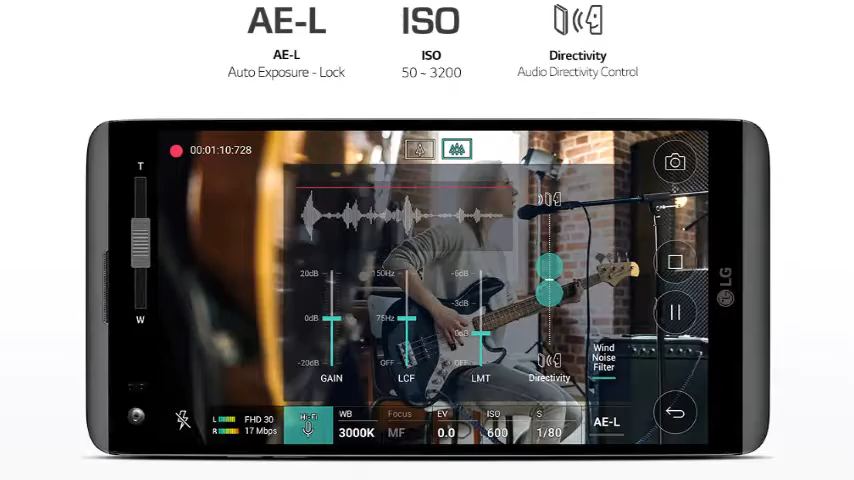 AE-L
ISO
AE-L
Auto Exposure - Lock
ISO
50 ~ 3200
Directivity
Audio Directivity Control
00:01:10:728
T
W
20dB
0dB
-20dB
GAIN
150Hz
75Hz
OFF
LCF
-6dB
-3dB
0dB
OFF
LMT
Directivity
Wind
Noise
Filter
LG
L
R
FHD 30
17 Mbps
Hi-Fi
WB
3000K
Focus
MF
EV
0.0
ISO
600
S
1/80
AE-L